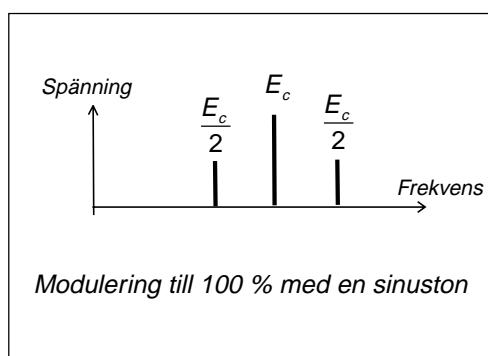 Spänning
E_c
E_c/2
E_c/2
Frekvens
Modulering till 100 % med en sinuston